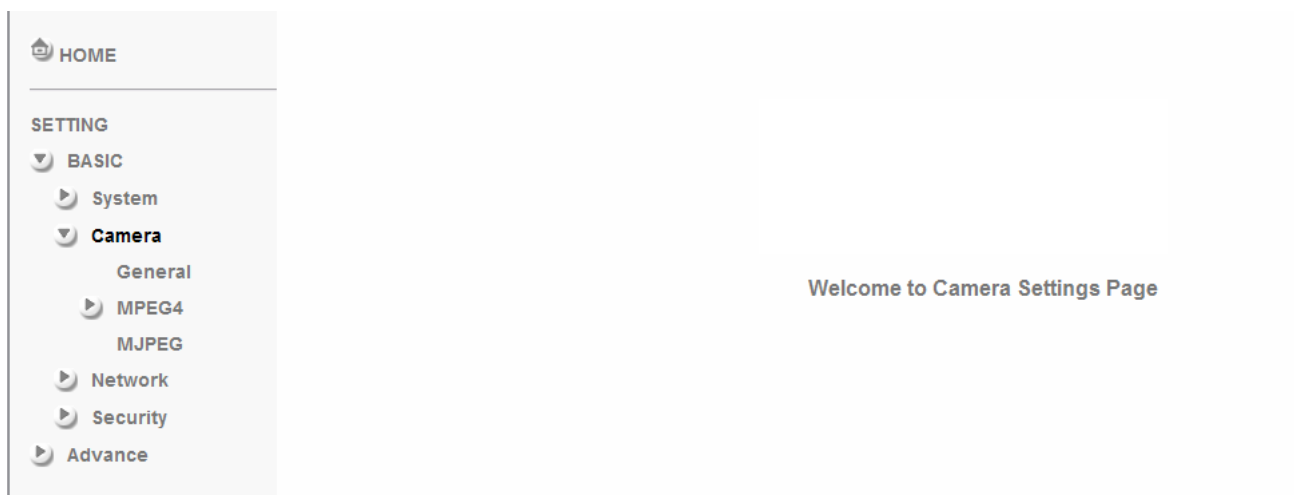 HOME
SETTING
BASIC
System
Camera
General
MPEG4
MJPEG
Network
Security
Advance
Welcome to Camera Settings Page